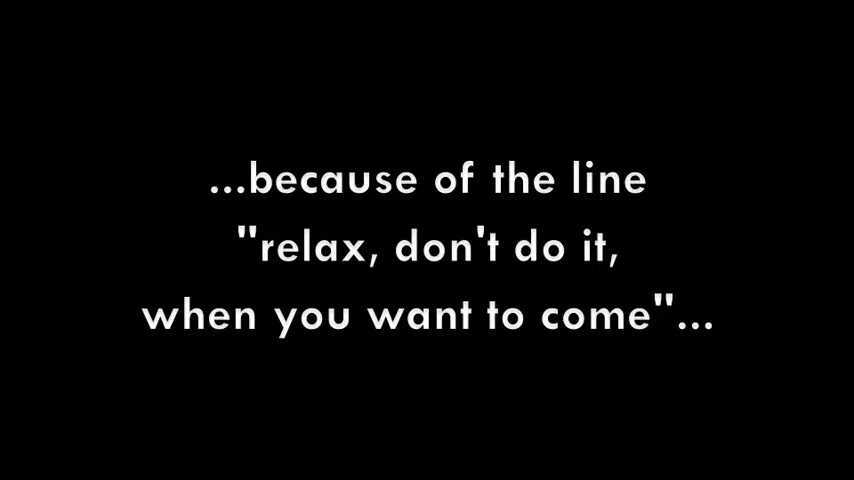 ...because of the line
"relax, don't do it,
when you want to come"...